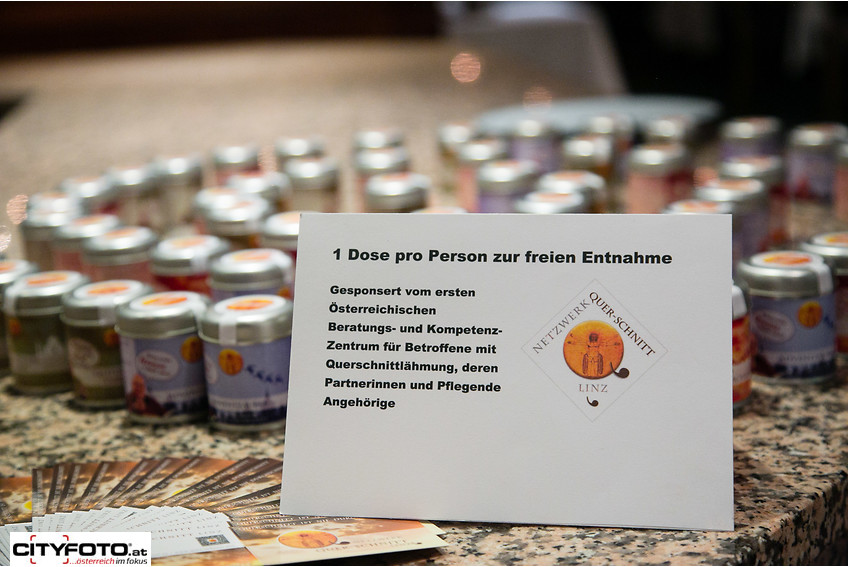 1 Dose pro Person zur freien Entnahme
Gesponsert vom ersten
Österreichischen
Beratungs- und Kompetenz-
Zentrum für Betroffene mit
Querschnittlähmung, deren
Partnerinnen und Pflegende
Angehörige
NETZWERK QUER-SCHNITT
LINZ
CITYFOTO.at
...österreich im fokus